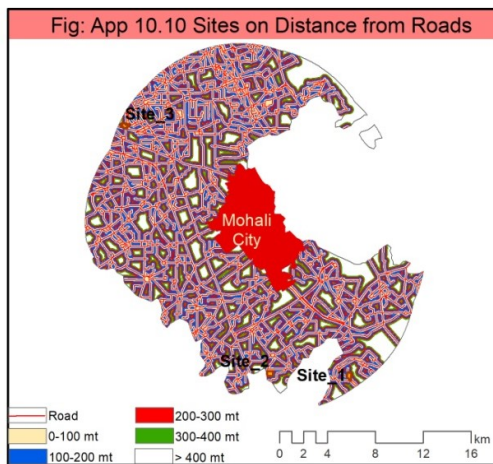 Fig: App 10.10 Sites on Distance from Roads
Site_3
Mohali
City
Site_2
Site_1
Road
0-100 mt
100-200 mt
200-300 mt
300-400 mt
> 400 mt
km
0 1 2 4 8 12 16